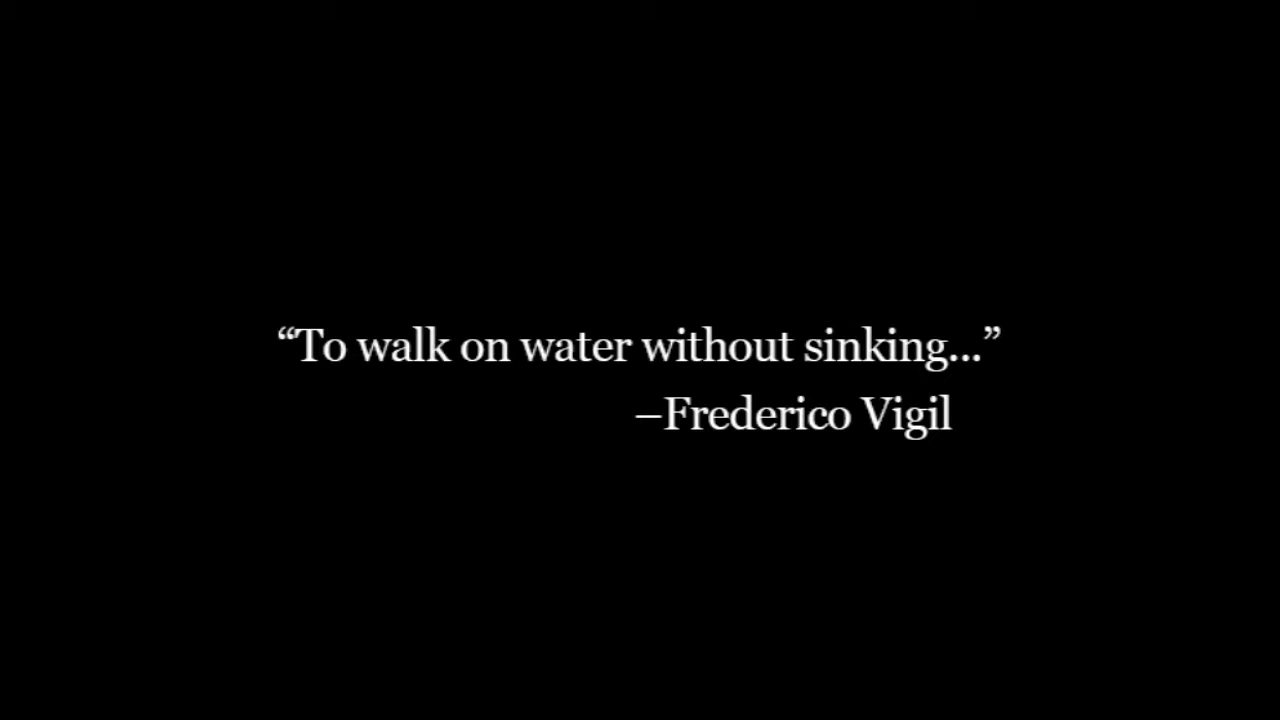 “To walk on water without sinking...”
–Frederico Vigil